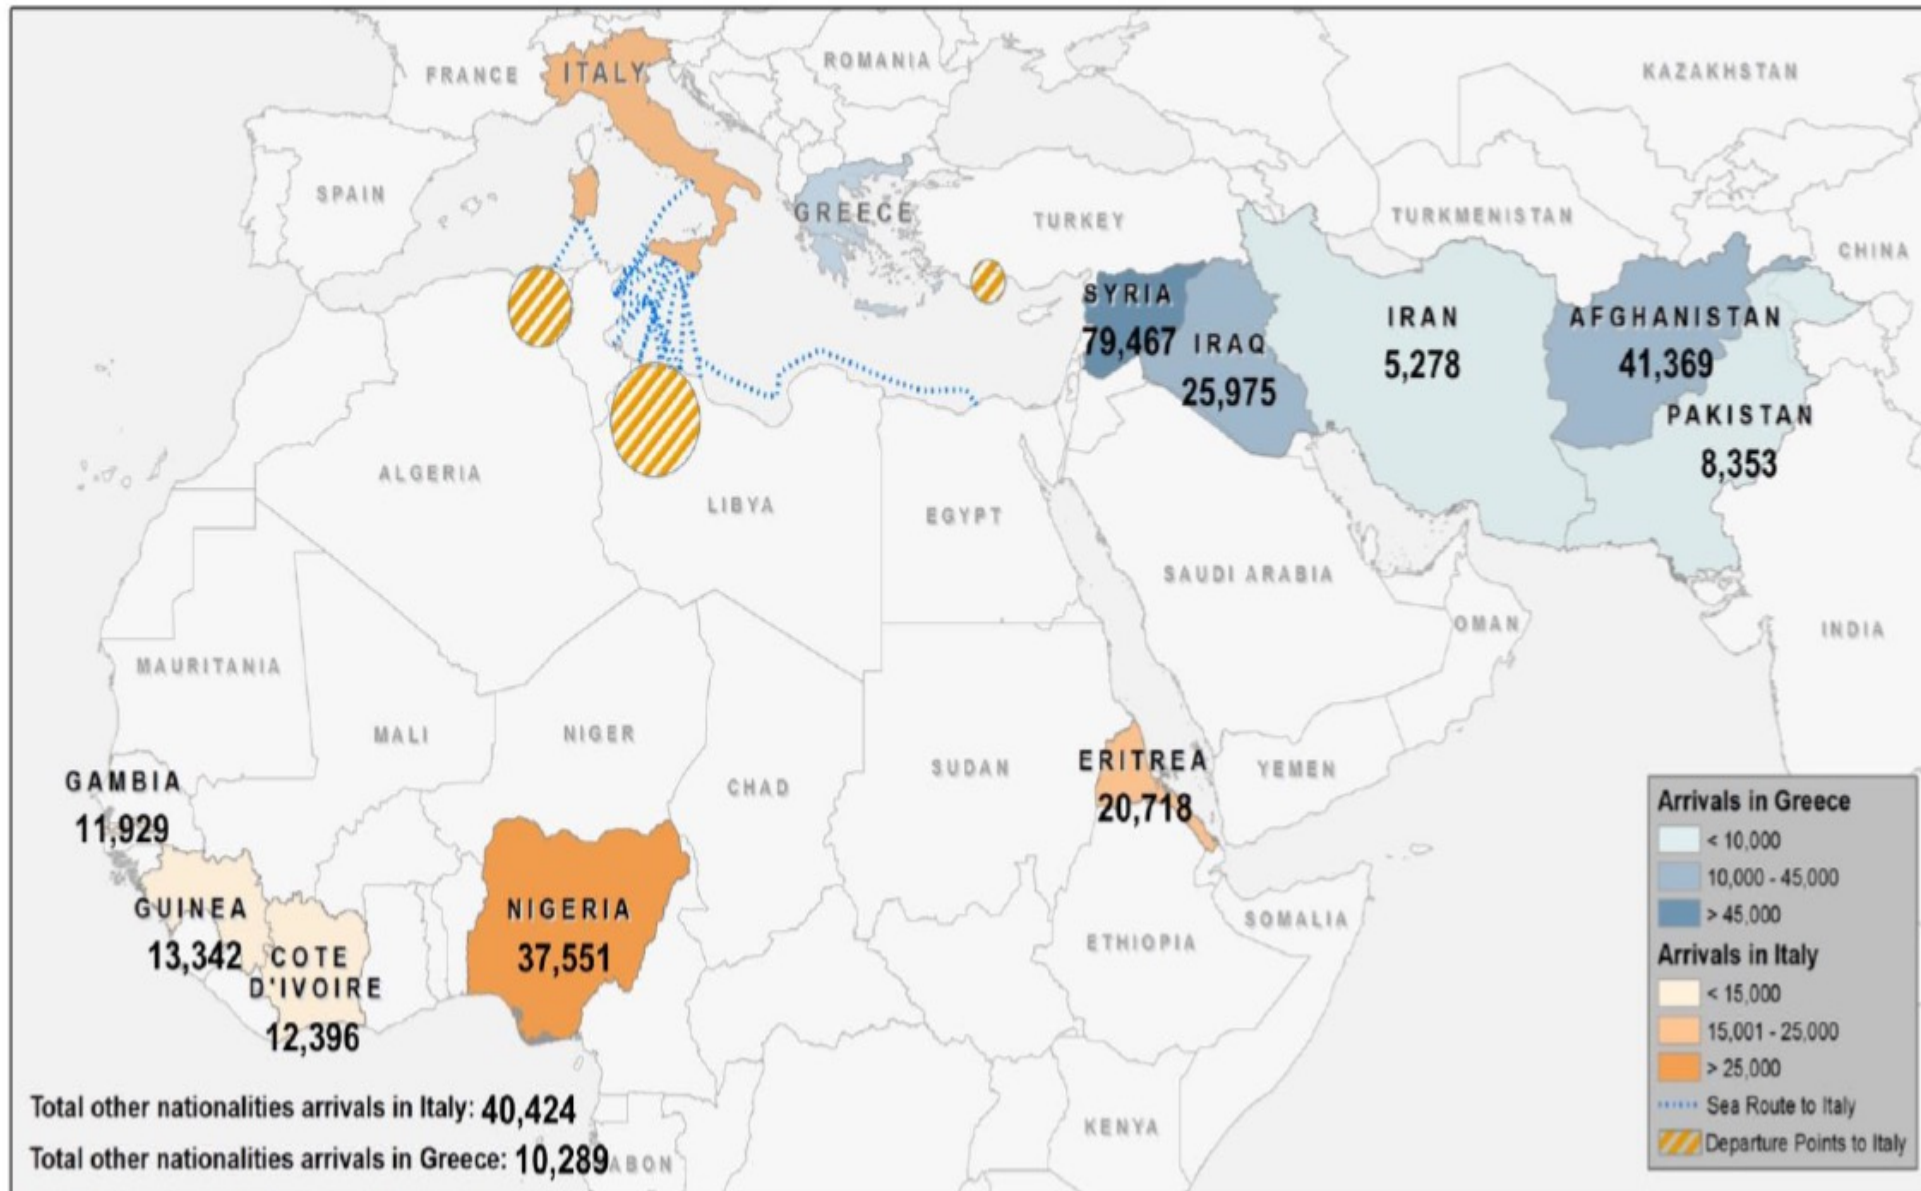 FRANCE
ITALY
ROMANIA
KAZAKHSTAN
SPAIN
GREECE
TURKEY
TURKMENISTAN
CHINA
SYRIA
79,467
IRAQ
25,975
IRAN
5,278
AFGHANISTAN
41,369
PAKISTAN
8,353
ALGERIA
LIBYA
EGYPT
SAUDI ARABIA
OMAN
INDIA
MAURITANIA
MALI
NIGER
CHAD
SUDAN
ERITREA
20,718
YEMEN
GAMBIA
11,929
GUINEA
13,342
COTE
D'IVOIRE
12,396
NIGERIA
37,551
ETHIOPIA
SOMALIA
KENYA
ABON
Total other nationalities arrivals in Italy: 40,424
Total other nationalities arrivals in Greece: 10,289
Arrivals in Greece
< 10,000
10,000 - 45,000
> 45,000
Arrivals in Italy
< 15,000
15,001 - 25,000
> 25,000
Sea Route to Italy
Departure Points to Italy